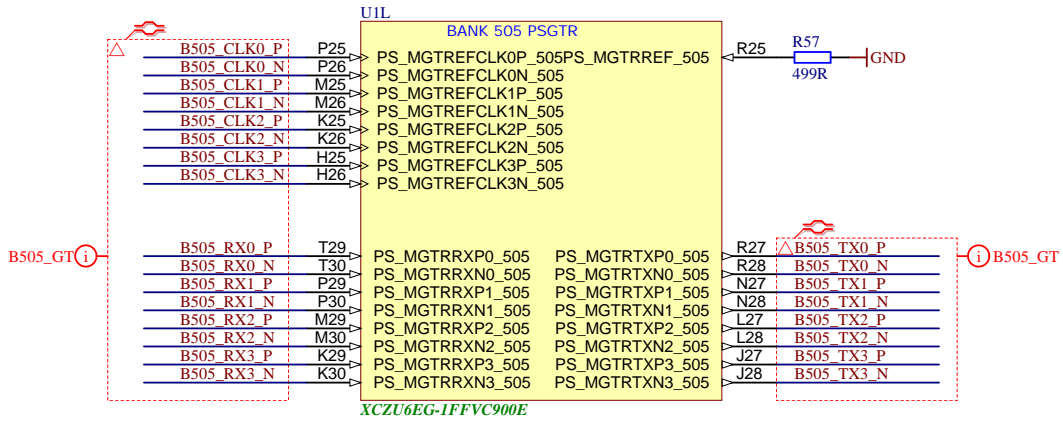 U1L
BANK 505 PSGTR
B505_CLK0_P P25 PS_MGTREFCLK0P_505 PS_MGTRREF_505 R25 R57 GND
499R
B505_CLK0_N P26 PS_MGTREFCLK0N_505
B505_CLK1_P M25 PS_MGTREFCLK1P_505
B505_CLK1_N M26 PS_MGTREFCLK1N_505
B505_CLK2_P K25 PS_MGTREFCLK2P_505
B505_CLK2_N K26 PS_MGTREFCLK2N_505
B505_CLK3_P H25 PS_MGTREFCLK3P_505
B505_CLK3_N H26 PS_MGTREFCLK3N_505
B505_GT i B505_RX0_P T29 PS_MGTRRXP0_505 PS_MGTRTXP0_505 R27 B505_TX0_P i B505_GT
B505_RX0_N T30 PS_MGTRRXN0_505 PS_MGTRTXN0_505 R28 B505_TX0_N
B505_RX1_P P29 PS_MGTRRXP1_505 PS_MGTRTXP1_505 N27 B505_TX1_P
B505_RX1_N P30 PS_MGTRRXN1_505 PS_MGTRTXN1_505 N28 B505_TX1_N
B505_RX2_P M29 PS_MGTRRXP2_505 PS_MGTRTXP2_505 L27 B505_TX2_P
B505_RX2_N M30 PS_MGTRRXN2_505 PS_MGTRTXN2_505 L28 B505_TX2_N
B505_RX3_P K29 PS_MGTRRXP3_505 PS_MGTRTXP3_505 J27 B505_TX3_P
B505_RX3_N K30 PS_MGTRRXN3_505 PS_MGTRTXN3_505 J28 B505_TX3_N
XCZU6EG-1FFVC900E